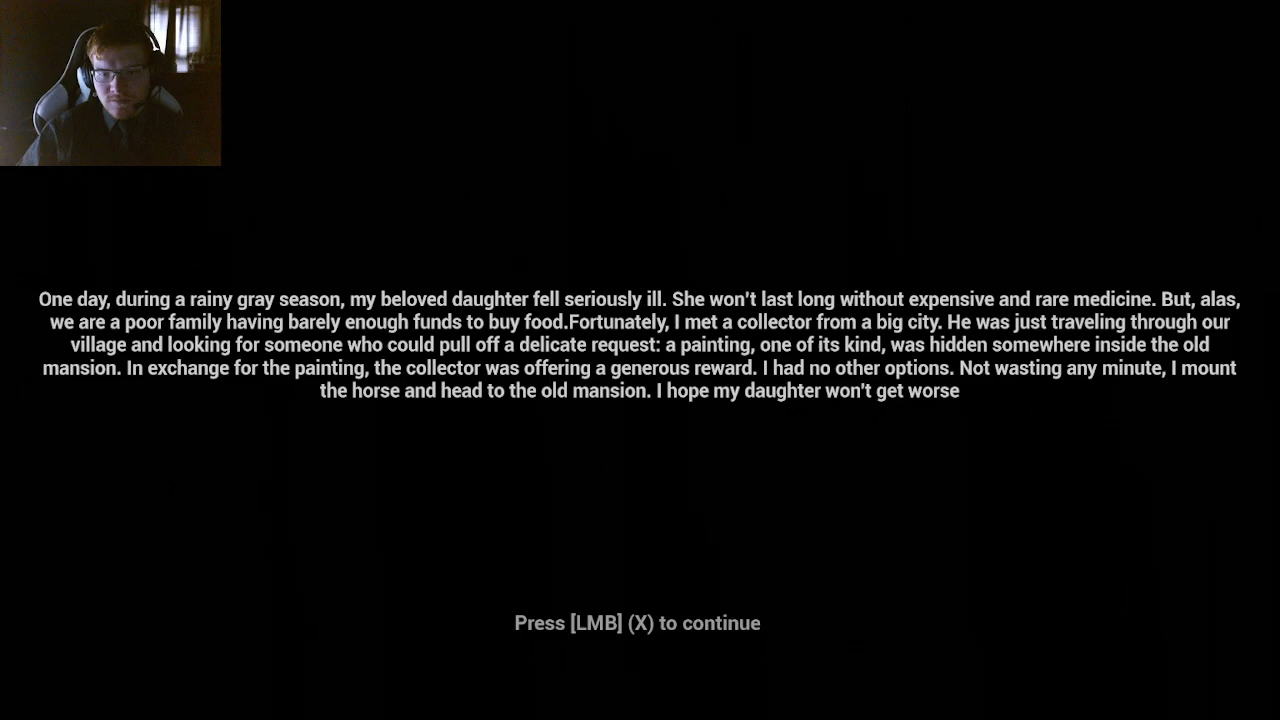 One day, during a rainy gray season, my beloved daughter fell seriously ill. She won't last long without expensive and rare medicine. But, alas,
we are a poor family having barely enough funds to buy food.Fortunately, I met a collector from a big city. He was just traveling through our
village and looking for someone who could pull off a delicate request: a painting, one of its kind, was hidden somewhere inside the old
mansion. In exchange for the painting, the collector was offering a generous reward. I had no other options. Not wasting any minute, I mount
the horse and head to the old mansion. I hope my daughter won't get worse
Press [LMB] (X) to continue